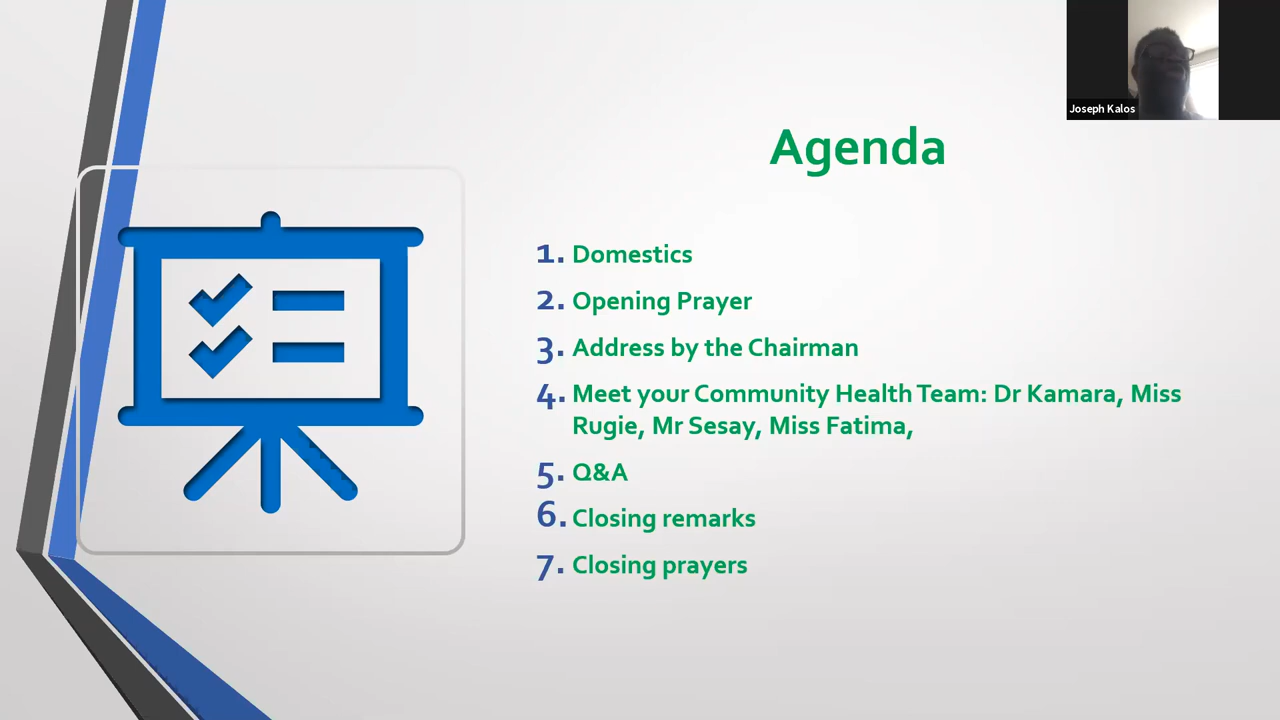 Joseph Kalos
Agenda
1. Domestics
2. Opening Prayer
3. Address by the Chairman
4. Meet your Community Health Team: Dr Kamara, Miss
Rugie, Mr Sesay, Miss Fatima,
5. Q&A
6. Closing remarks
7. Closing prayers